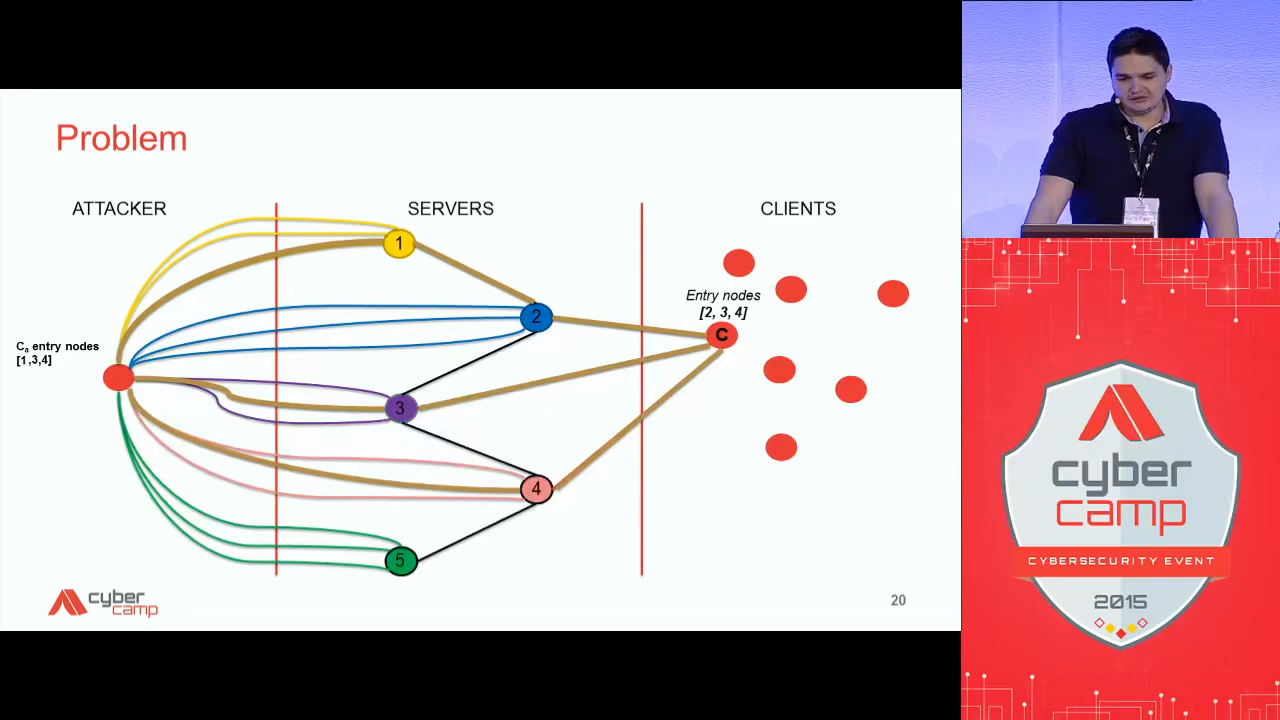 Problem
ATTACKER
SERVERS
CLIENTS
1
Entry nodes
[2, 3, 4]
2
C
Ca entry nodes
[1,3,4]
3
4
5
cyber
camp
20
cyber
camp
CYBERSECURITY EVENT
2015